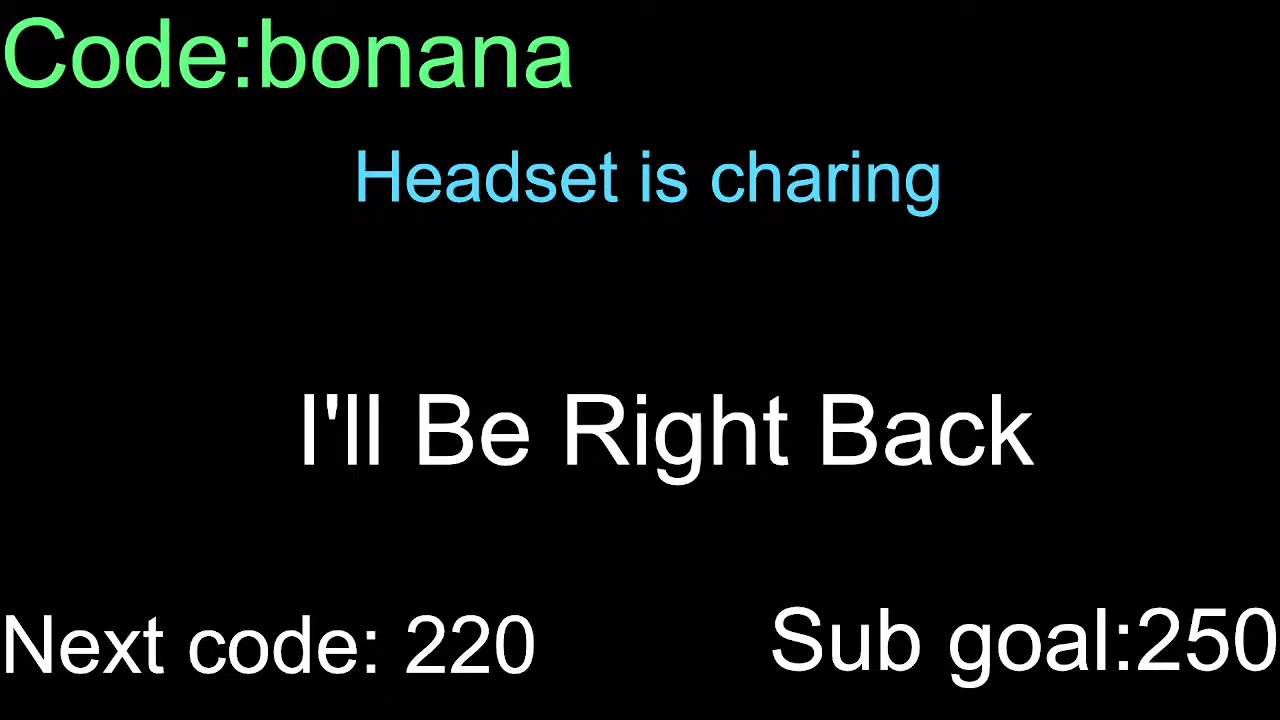 Code:bonana
Headset is charing
I'll Be Right Back
Next code: 220
Sub goal:250